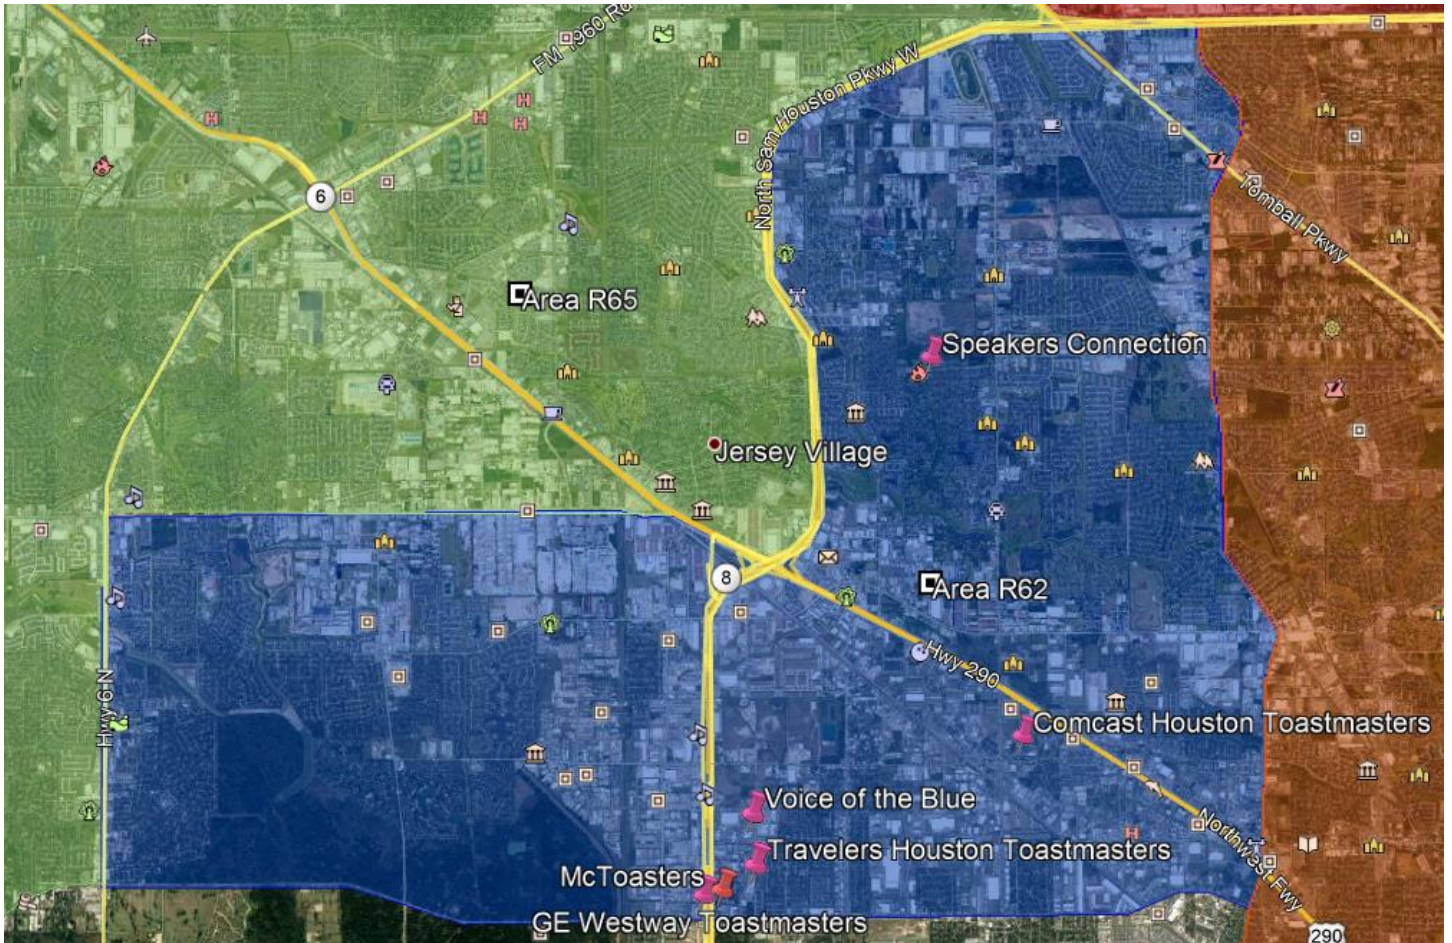 FM 1960 Rd
North Sam Houston Pkwy W
6
Tomball Pkwy
Area R65
Speakers Connection
Jersey Village
8
Area R62
Hwy 290
Hwy 6 N
Comcast Houston Toastmasters
Voice of the Blue
Northwest Fwy
Travelers Houston Toastmasters
McToasters
GE Westway Toastmasters
290